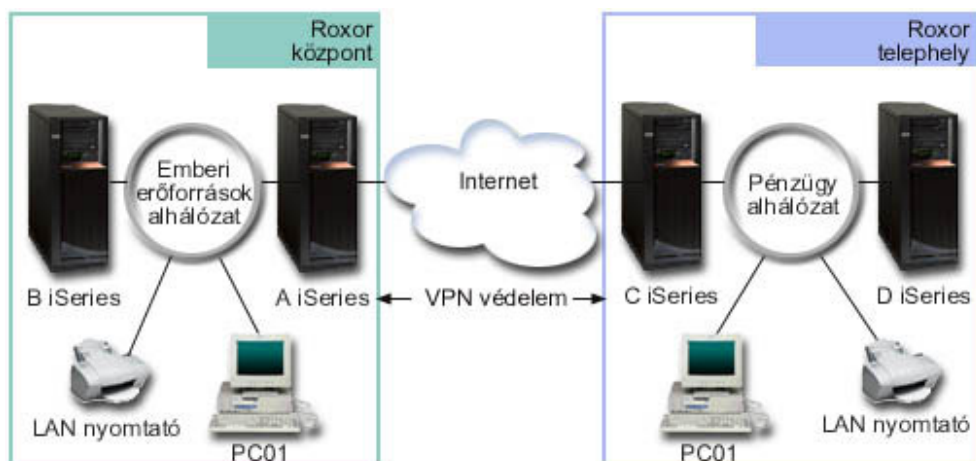 Roxor
központ
Roxor
telephely
Emberi
erőforrások
alhálózat
Internet
Pénzügy
alhálózat
B iSeries
A iSeries
VPN védelem
C iSeries
D iSeries
LAN nyomtató
PC01
PC01
LAN nyomtató